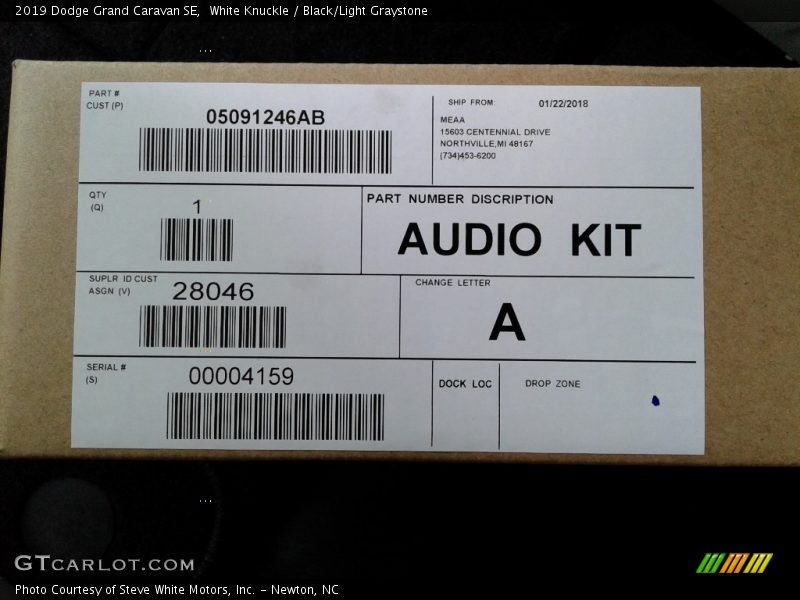 2019 Dodge Grand Caravan SE,  White Knuckle / Black/Light Graystone
PART #
CUST (P)
05091246AB
SHIP FROM: 01/22/2018
MEAA
15603 CENTENNIAL DRIVE
NORTHVILLE,MI 48167
(734)453-6200
QTY
(Q)
1
PART NUMBER DISCRIPTION
AUDIO KIT
SUPLR ID CUST
ASGN (V)
28046
CHANGE LETTER
A
SERIAL #
(S)
00004159
DOCK LOC
DROP ZONE
GTCARLOT.COM
Photo Courtesy of Steve White Motors, Inc. - Newton, NC